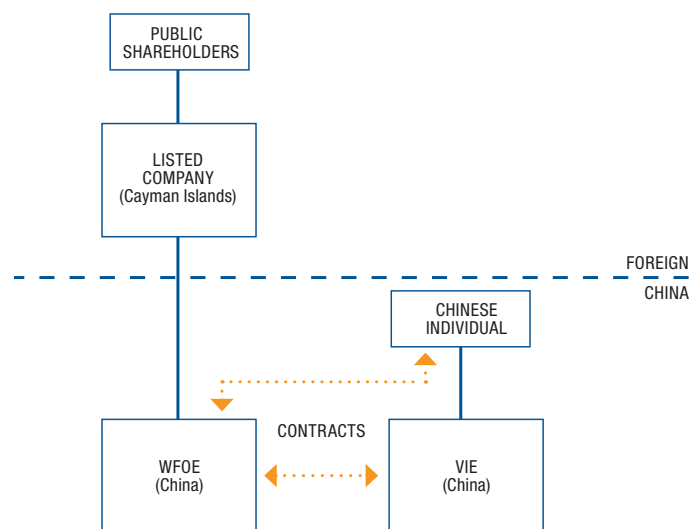 PUBLIC
SHAREHOLDERS
LISTED
COMPANY
(Cayman Islands)
FOREIGN
CHINA
CHINESE
INDIVIDUAL
CONTRACTS
WFOE
(China)
VIE
(China)